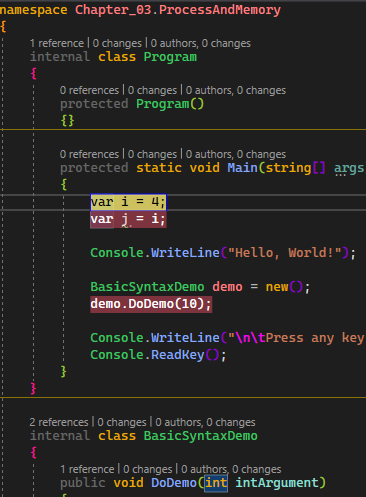 namespace Chapter_03.ProcessAndMemory
{
1 reference | 0 changes | 0 authors, 0 changes
internal class Program
{
0 references | 0 changes | 0 authors, 0 changes
protected Program()
{}
0 references | 0 changes | 0 authors, 0 changes
protected static void Main(string[] args
{
var i = 4;
var j = i;
Console.WriteLine("Hello, World!");
BasicSyntaxDemo demo = new();
demo.DoDemo(10);
Console.WriteLine("\n\tPress any key
Console.ReadKey();
}
}
2 references | 0 changes | 0 authors, 0 changes
internal class BasicSyntaxDemo
{
1 reference | 0 changes | 0 authors, 0 changes
public void DoDemo(int intArgument)
{